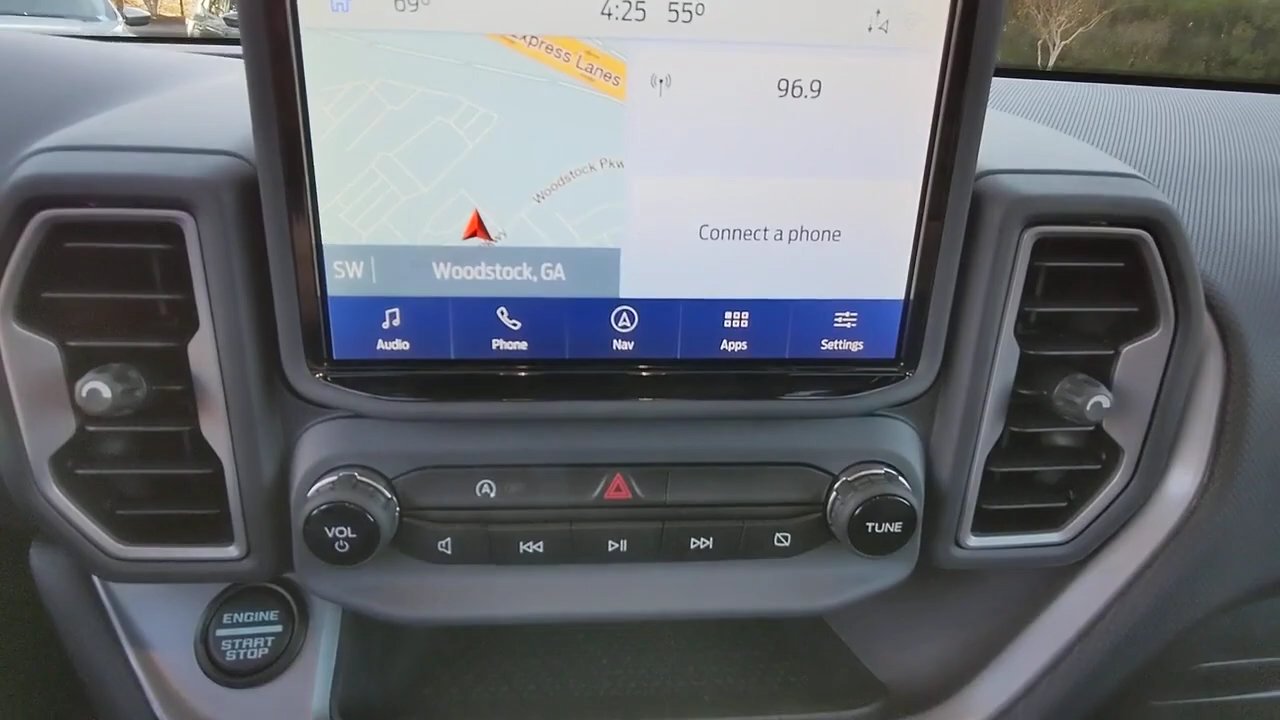 69° 4:25 55°
Express Lanes
96.9
Woodstock Pkwy
Connect a phone
SW Woodstock, GA
Audio Phone Nav Apps Settings
A
VOL TUNE
ENGINE
START
STOP